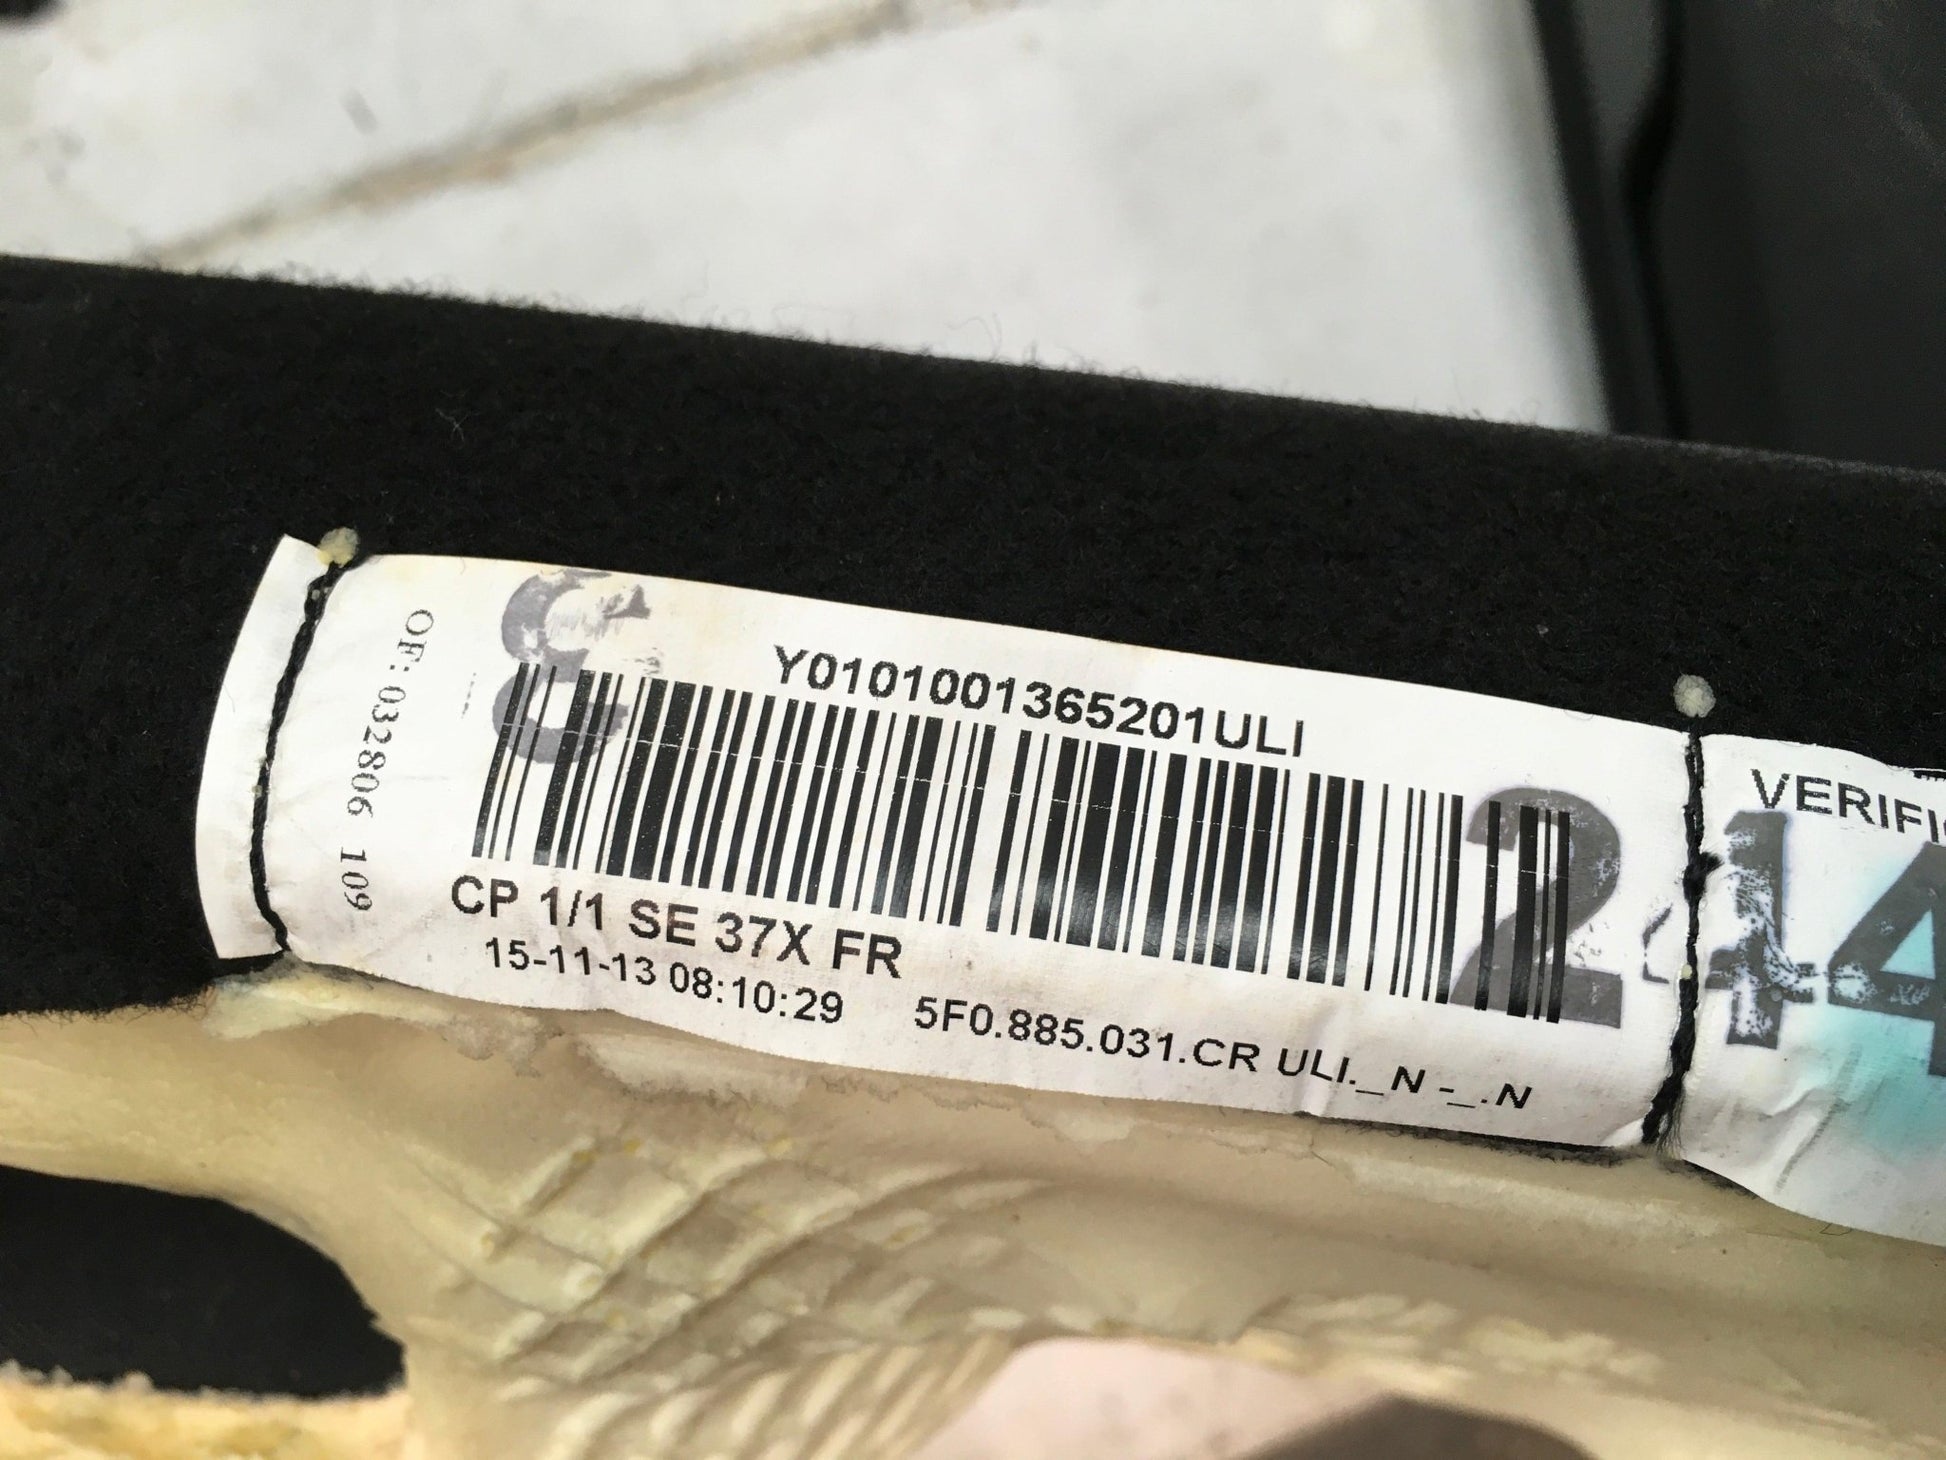 OF: 032806 109
Y0101001365201ULI
CP 1/1 SE 37X FR
15-11-13 08:10:29 5F0.885.031.CR ULI._N -_.N
244